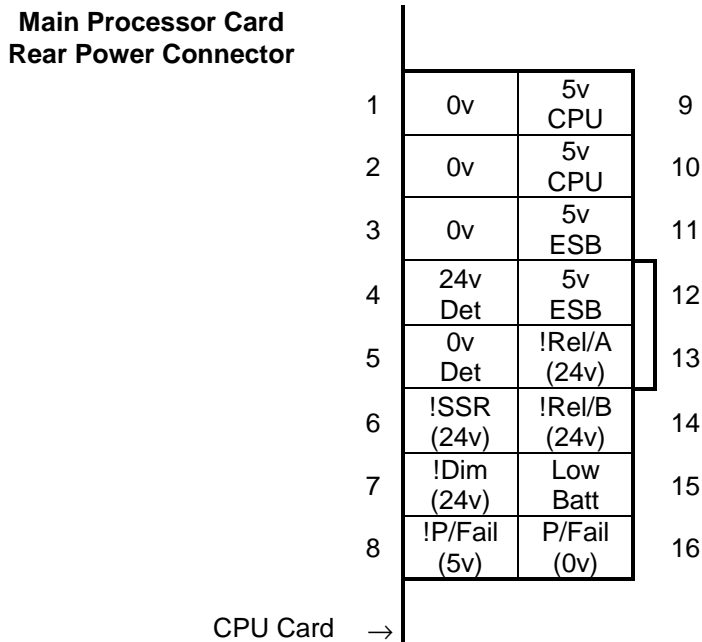 Main Processor Card
Rear Power Connector
1 0v 5v CPU 9
2 0v 5v CPU 10
3 0v 5v ESB 11
4 24v Det 5v ESB 12
5 0v Det !Rel/A (24v) 13
6 !SSR (24v) !Rel/B (24v) 14
7 !Dim (24v) Low Batt 15
8 !P/Fail (5v) P/Fail (0v) 16
CPU Card →